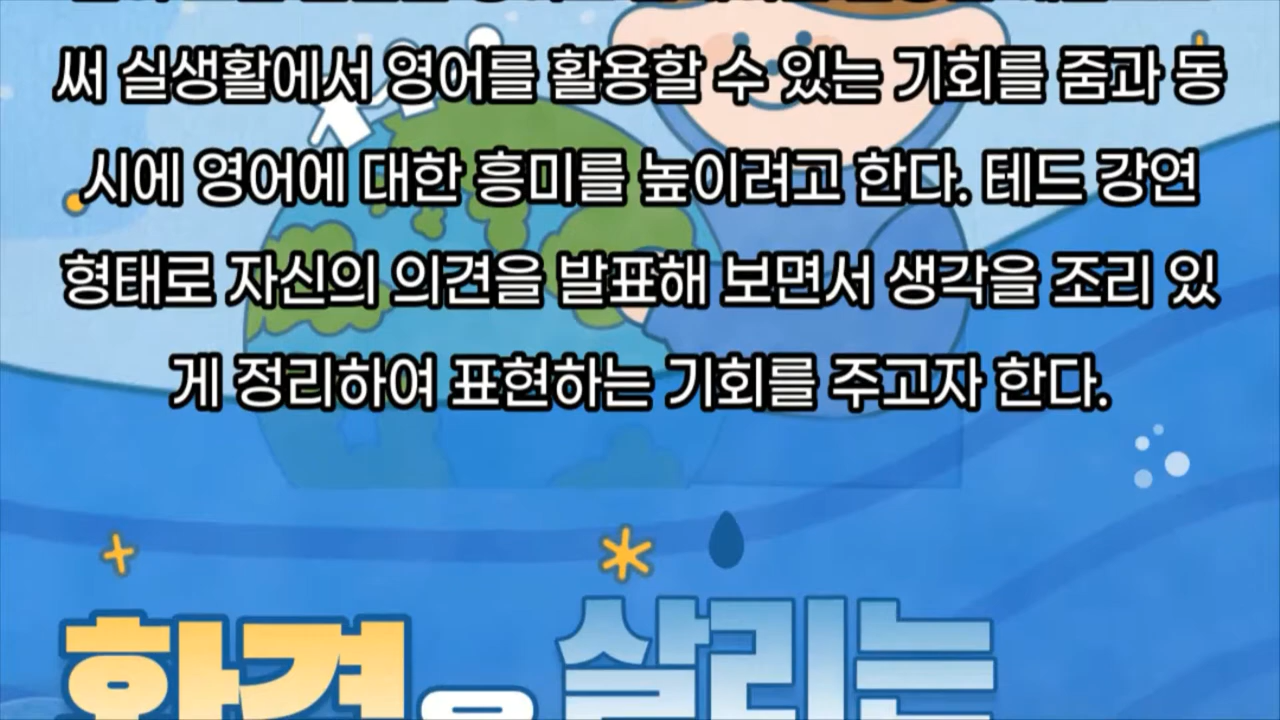 써 실생활에서 영어를 활용할 수 있는 기회를 줌과 동
시에 영어에 대한 흥미를 높이려고 한다. 테드 강연
형태로 자신의 의견을 발표해 보면서 생각을 조리 있
게 정리하여 표현하는 기회를 주고자 한다.
살리는